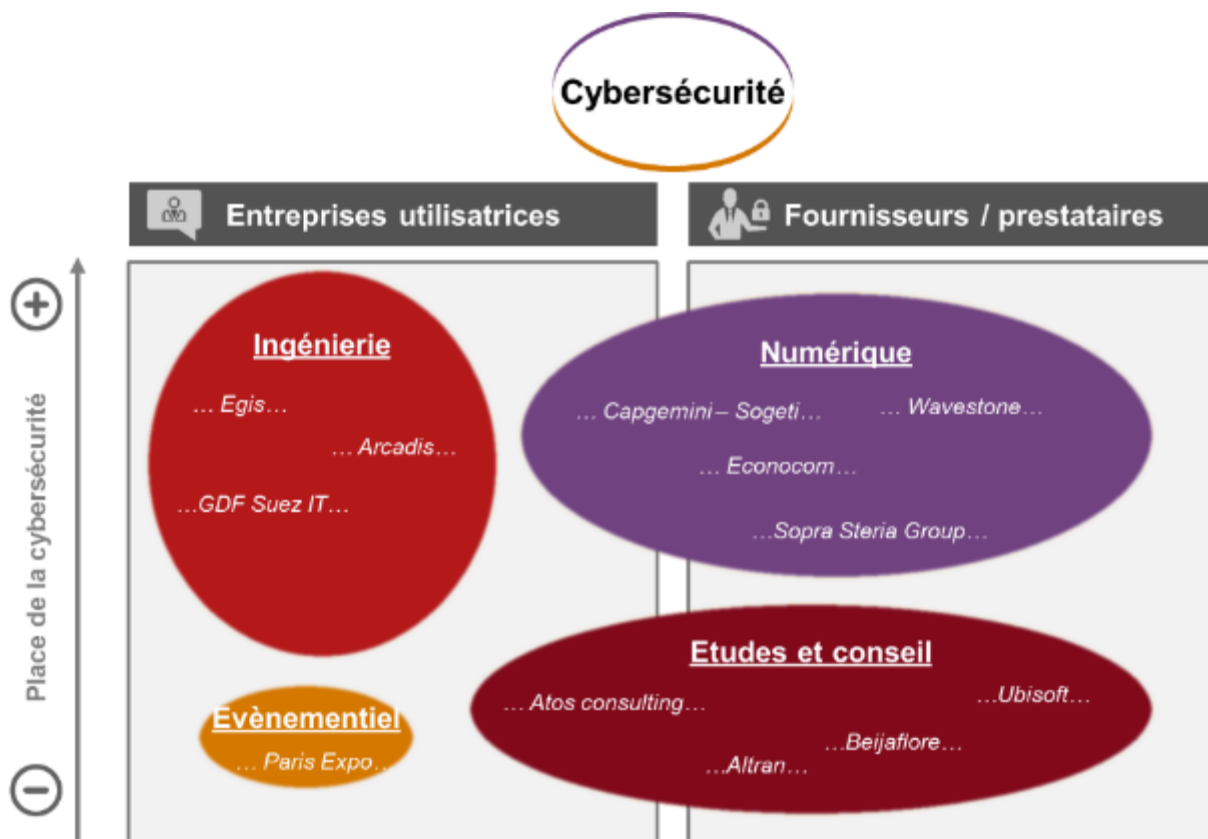 Cybersécurité
Entreprises utilisatrices
Fournisseurs / prestataires
Place de la cybersécurité
Ingénierie
... Egis...
... Arcadis...
...GDF Suez IT...
Numérique
... Capgemini – Sogeti...
... Wavestone...
... Econocom...
...Sopra Steria Group...
Evènementiel
... Paris Expo...
Etudes et conseil
... Atos consulting...
...Ubisoft...
...Beijaflore...
...Altran...